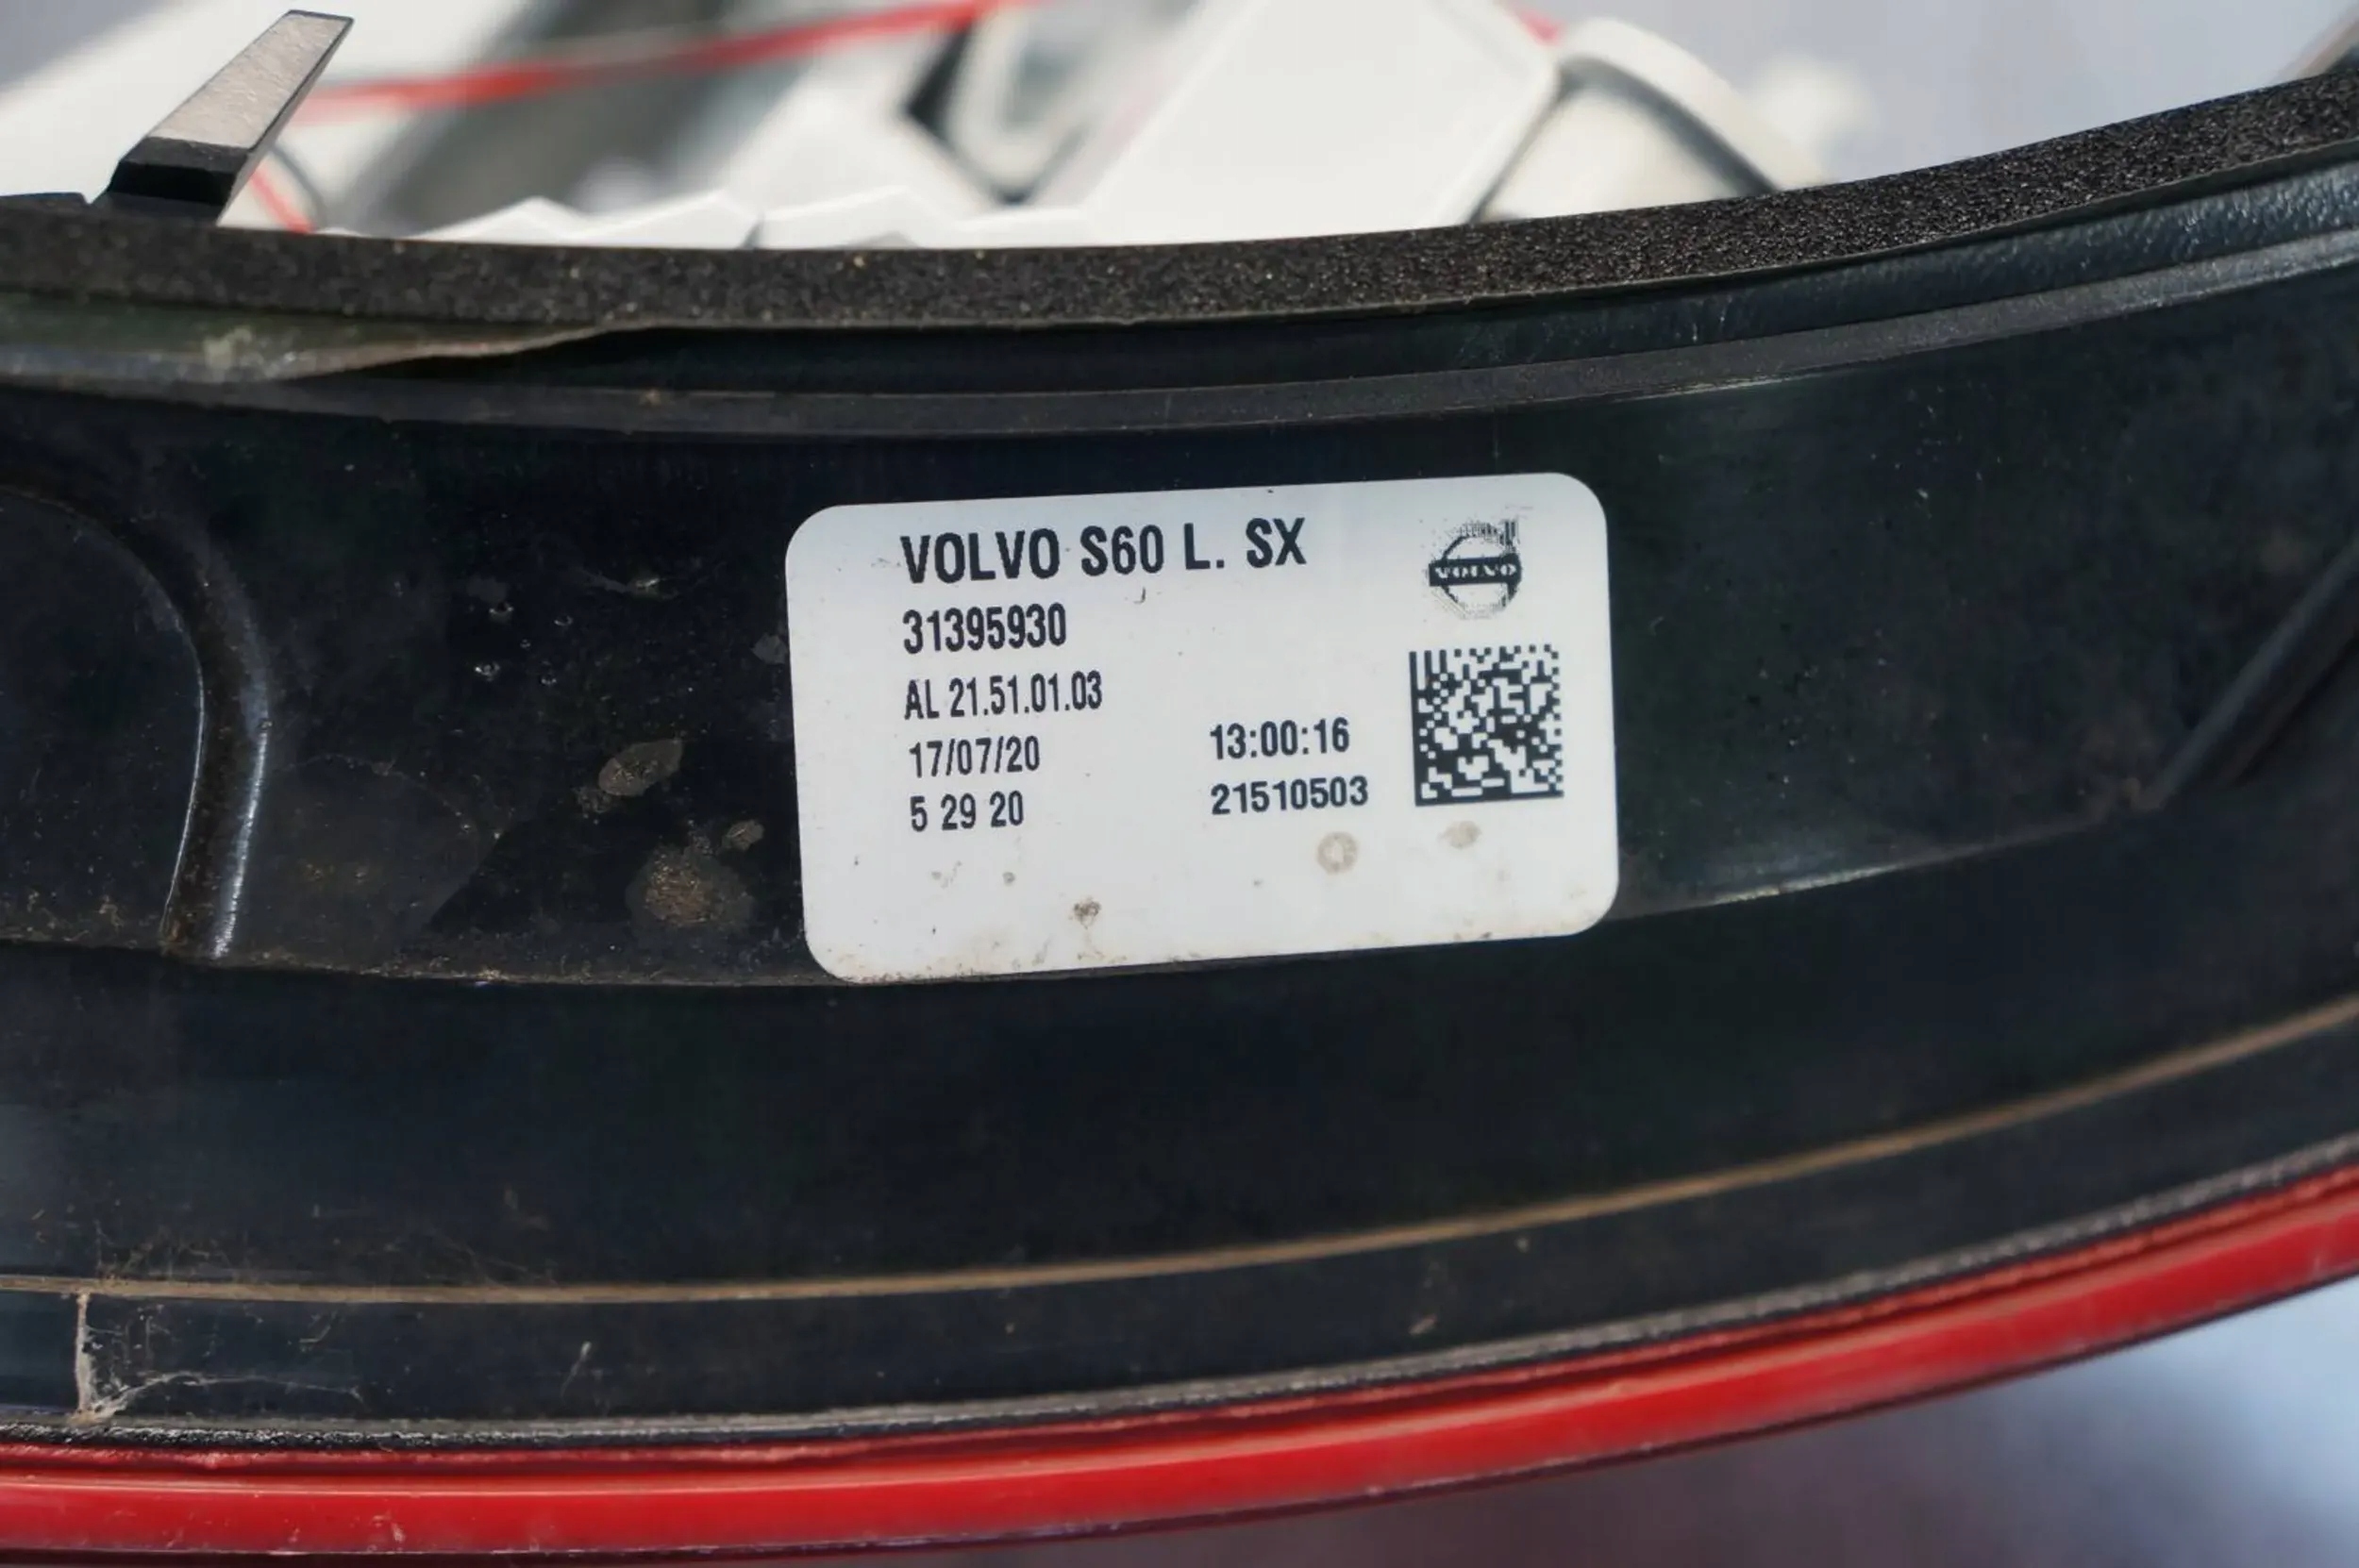 VOLVO S60 L. SX
VOLVO
31395930
AL 21.51.01.03
17/07/20 13:00:16
5 29 20 21510503